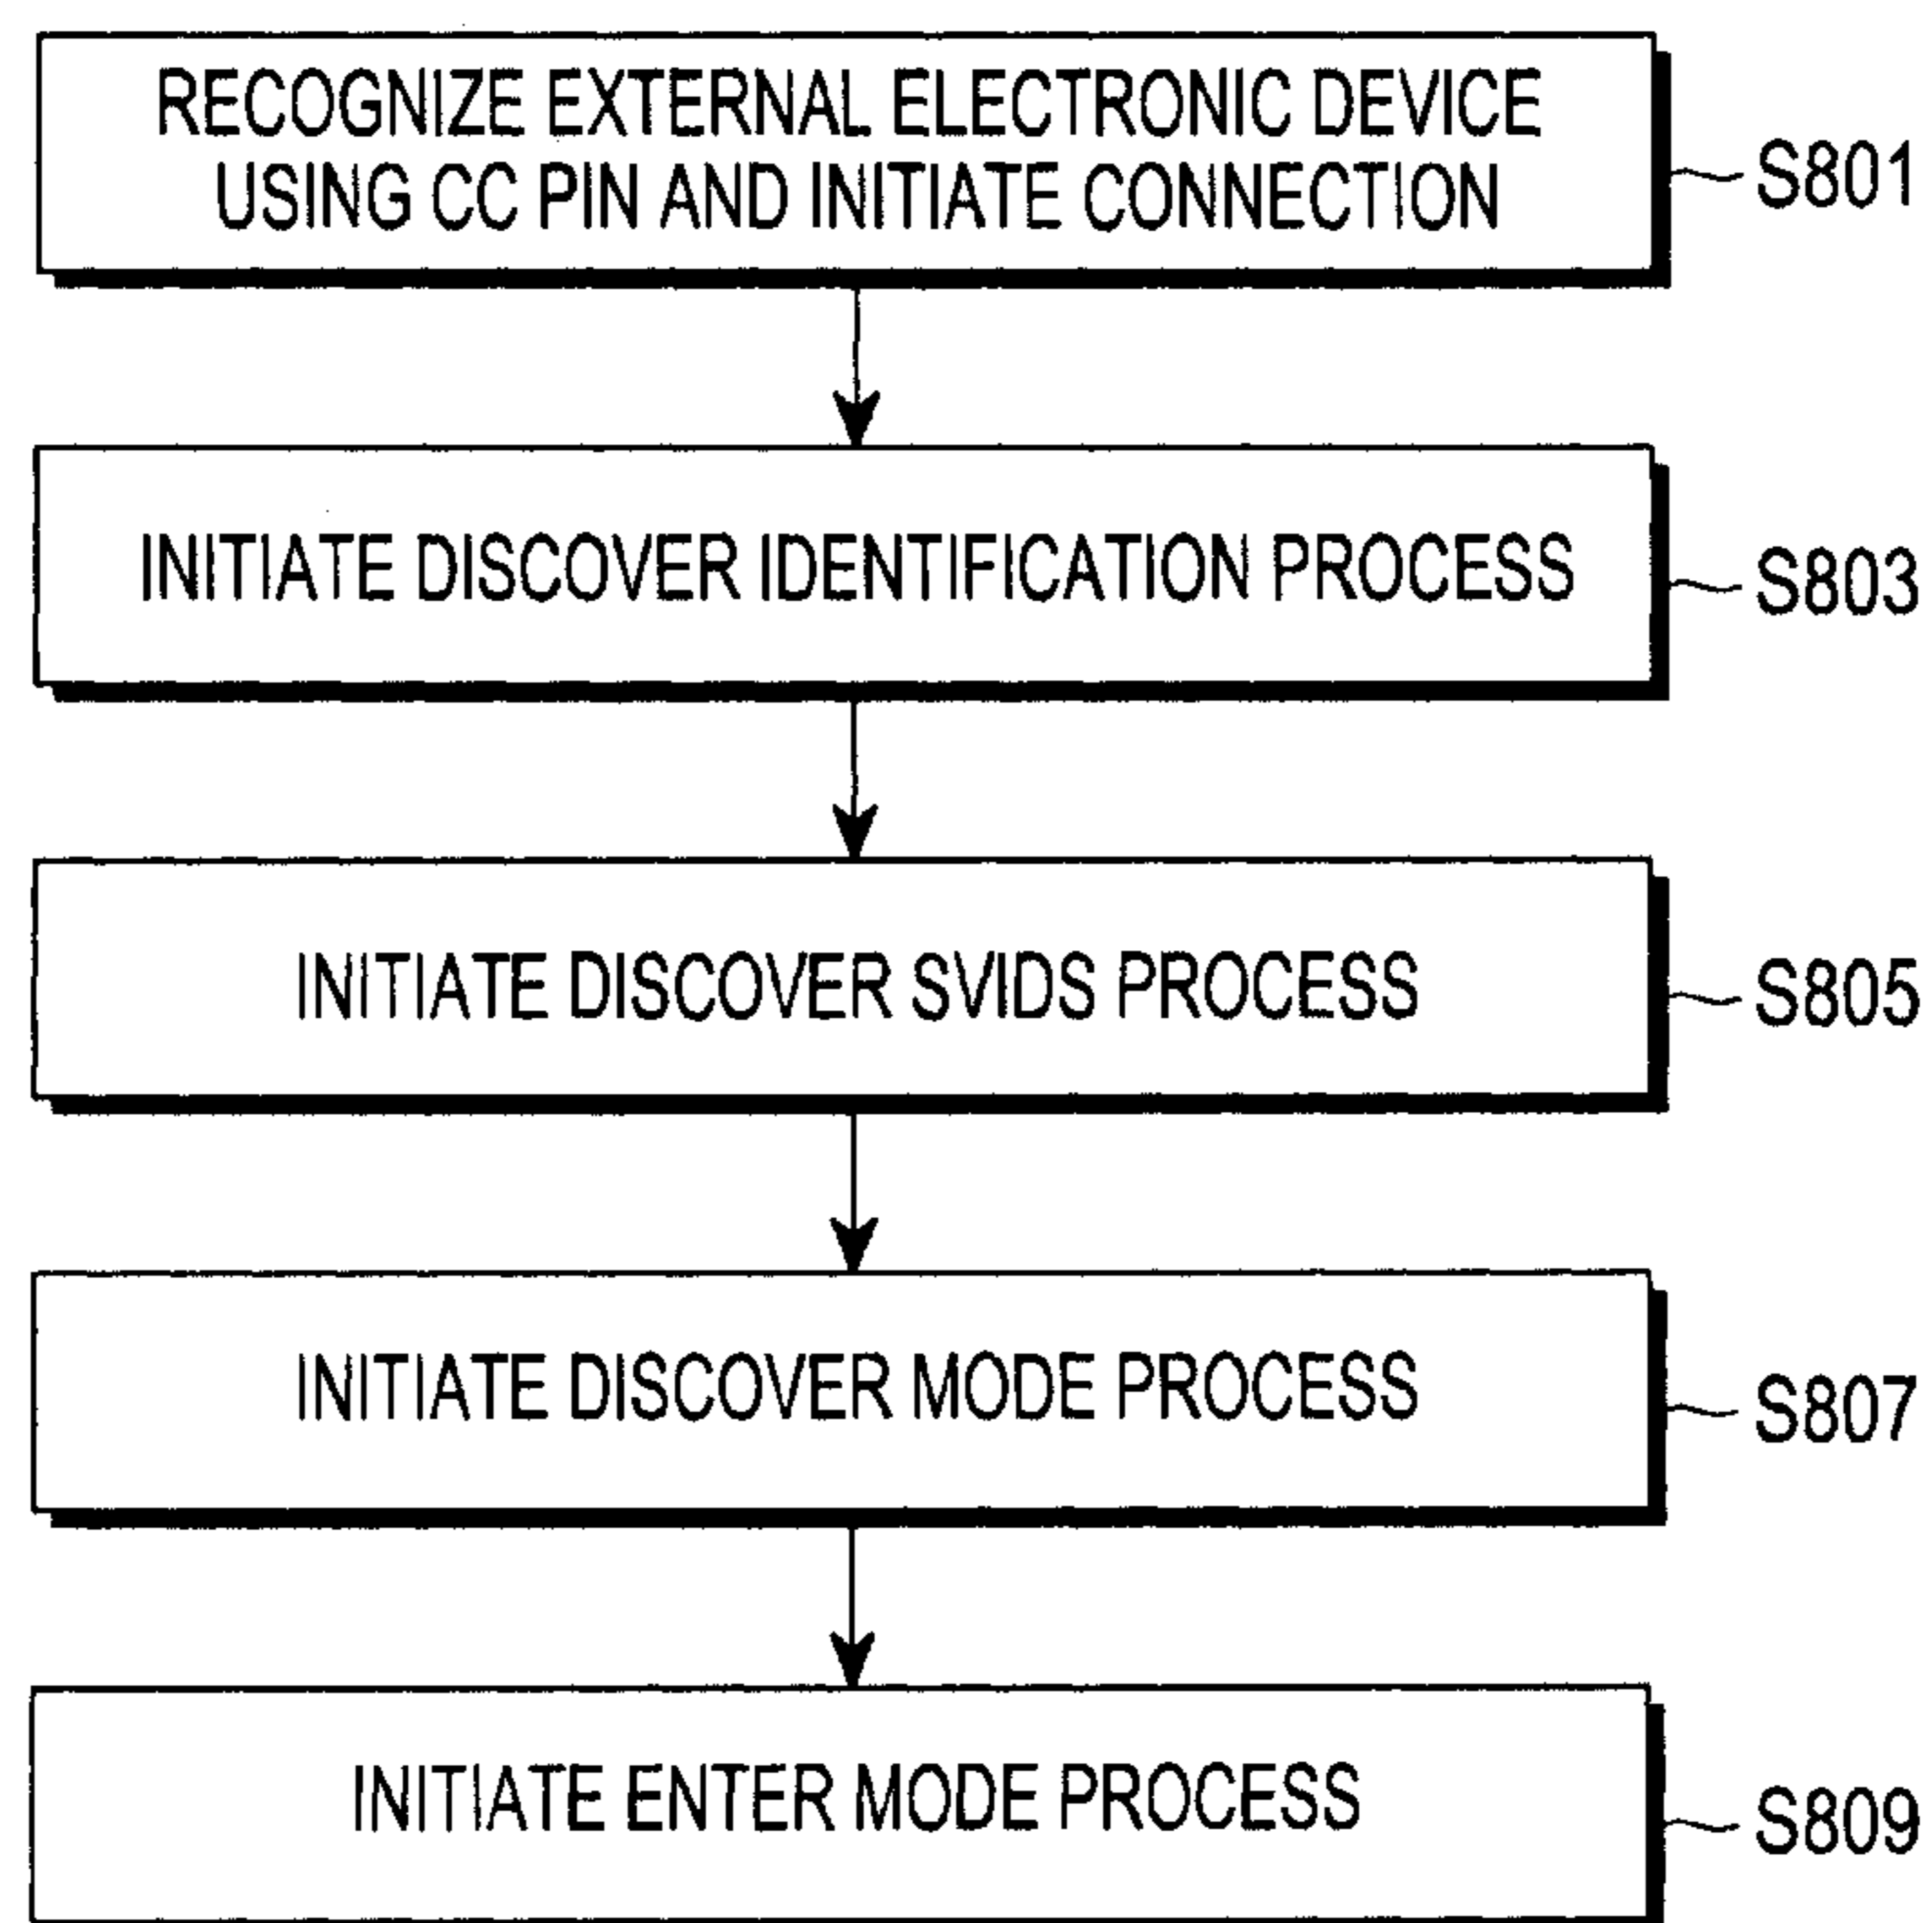 RECOGNIZE EXTERNAL ELECTRONIC DEVICE
USING CC PIN AND INITIATE CONNECTION
S801
INITIATE DISCOVER IDENTIFICATION PROCESS
S803
INITIATE DISCOVER SVIDS PROCESS
S805
INITIATE DISCOVER MODE PROCESS
S807
INITIATE ENTER MODE PROCESS
S809